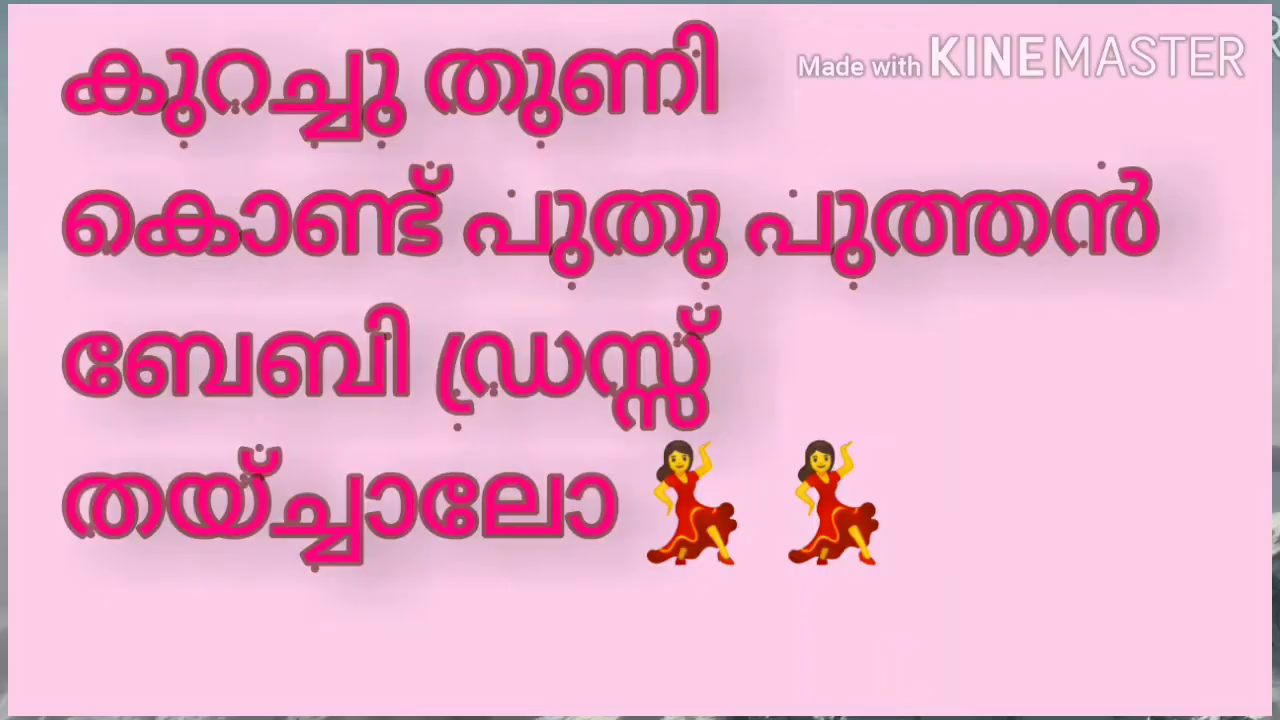 കുറച്ചു തുണി
Made with KINEMASTER
കൊണ്ട് പുതു പുത്തൻ
ബേബി ഡ്രസ്സ്
തയ്ച്ചാലോ💃 💃